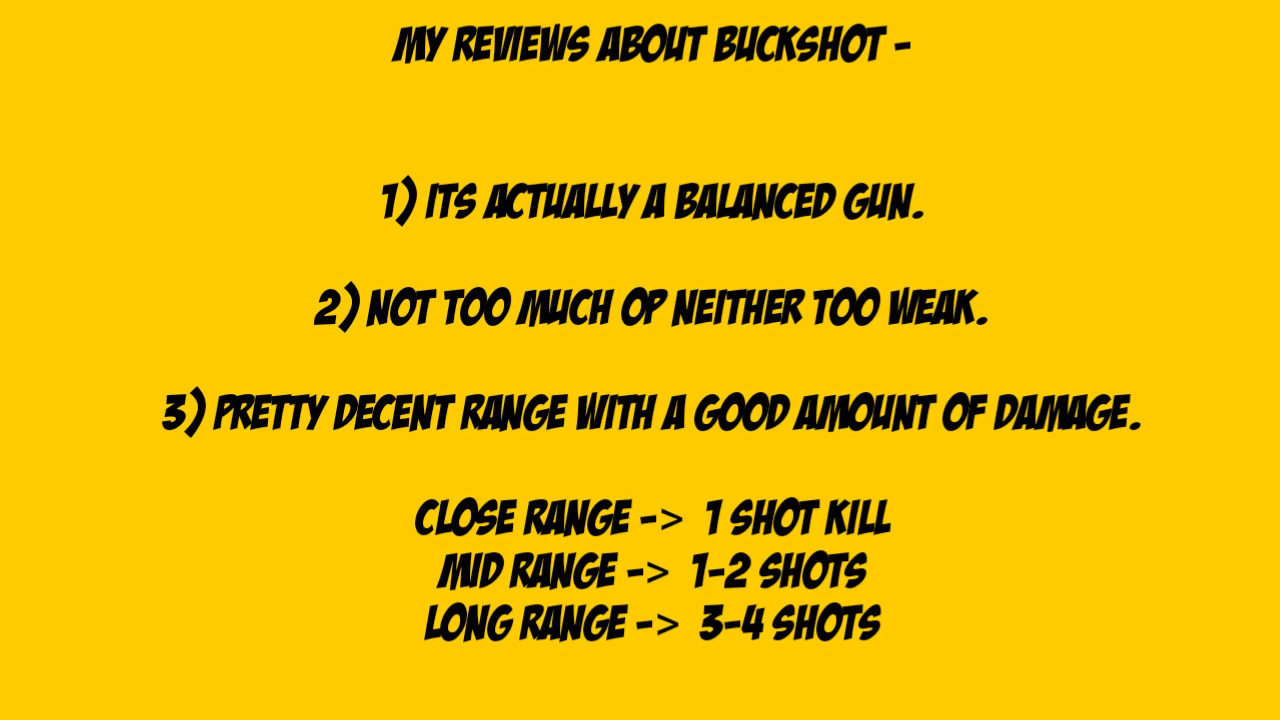 MY REVIEWS ABOUT BUCKSHOT -
1) ITS ACTUALLY A BALANCED GUN.
2) NOT TOO MUCH OP NEITHER TOO WEAK.
3) PRETTY DECENT RANGE WITH A GOOD AMOUNT OF DAMAGE.
CLOSE RANGE -> 1 SHOT KILL
MID RANGE -> 1-2 SHOTS
LONG RANGE -> 3-4 SHOTS